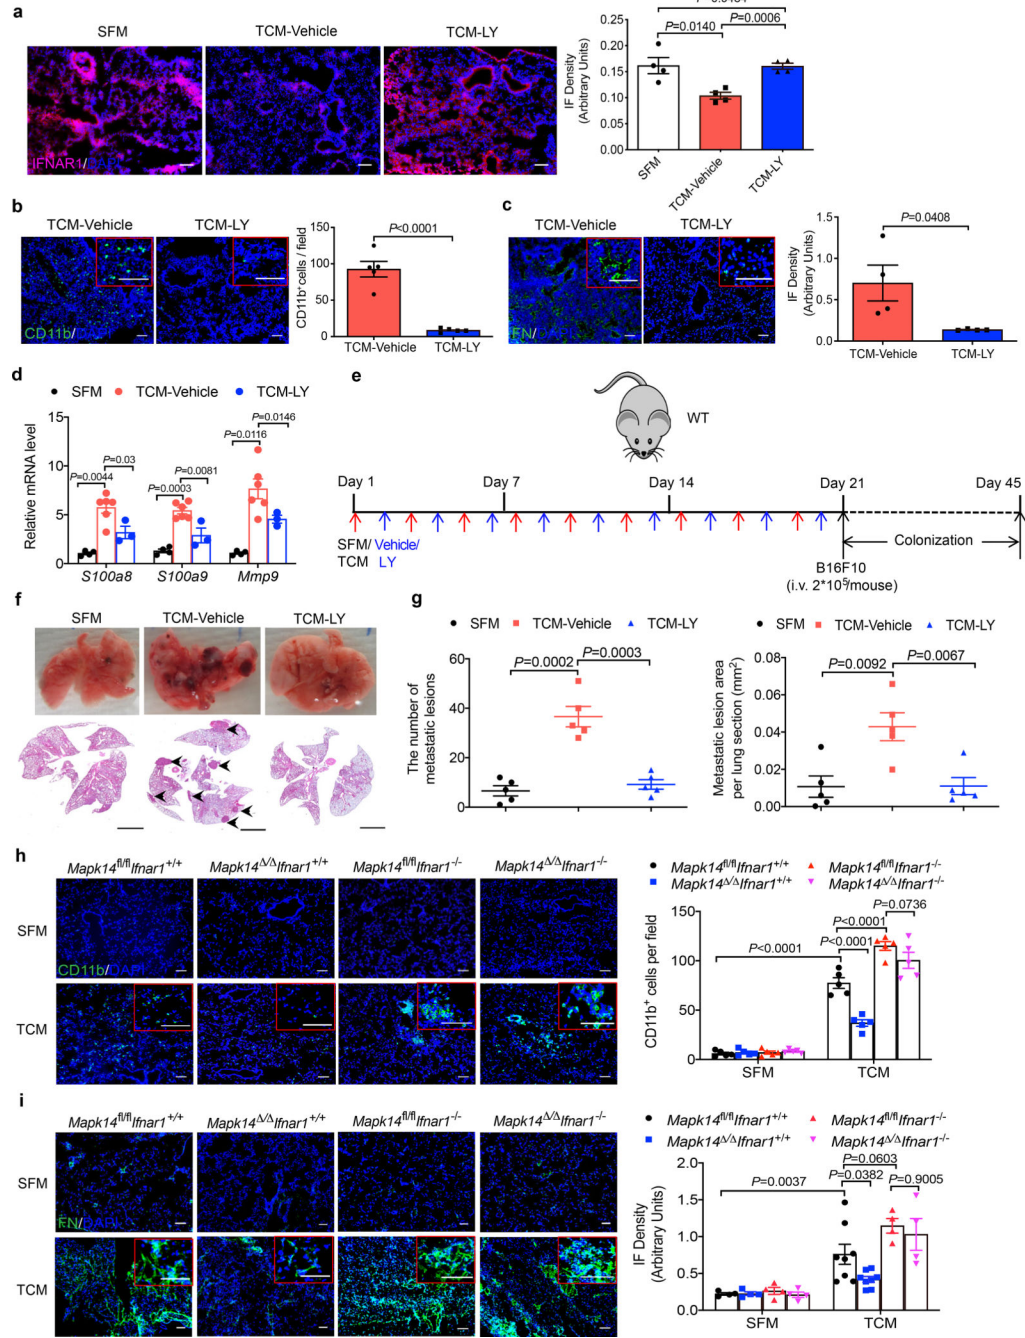 a
SFM
TCM-Vehicle
TCM-LY
IFNAR1/
IF Density
(Arbitrary Units)
0.25
0.20
0.15
0.10
0.05
0.00
P=0.0140
P=0.0006
SFM
TCM-Vehicle
TCM-LY
b
TCM-Vehicle
TCM-LY
CD11b/
CD11b⁺ cells / field
150
100
50
0
P<0.0001
TCM-Vehicle
TCM-LY
c
TCM-Vehicle
TCM-LY
FN/
IF Density
(Arbitrary Units)
1.5
1.0
0.5
0.0
P=0.0408
TCM-Vehicle
TCM-LY
d
SFM
TCM-Vehicle
TCM-LY
Relative mRNA level
15
10
5
0
P=0.0044
P=0.03
P=0.0003
P=0.0081
P=0.0116
P=0.0146
S100a8
S100a9
Mmp9
e
WT
Day 1
Day 7
Day 14
Day 21
Day 45
SFM/ Vehicle/
TCM LY
Colonization
B16F10
(i.v. 2*10⁵/mouse)
f
SFM
TCM-Vehicle
TCM-LY
g
SFM
TCM-Vehicle
TCM-LY
The number of
metastatic lesions
60
40
20
0
P=0.0002
P=0.0003
SFM
TCM-Vehicle
TCM-LY
Metastatic lesion area
per lung section (mm²)
0.08
0.06
0.04
0.02
0.00
P=0.0092
P=0.0067
h
Mapk14fl/flIfnar1+/+
Mapk14Δ/ΔIfnar1+/+
Mapk14fl/flIfnar1-/-
Mapk14Δ/ΔIfnar1-/-
SFM
CD11b/DAPI
TCM
Mapk14fl/flIfnar1+/+
Mapk14fl/flIfnar1-/-
Mapk14Δ/ΔIfnar1+/+
Mapk14Δ/ΔIfnar1-/-
CD11b⁺ cells per field
150
100
50
0
P=0.0736
P<0.0001
P<0.0001
P<0.0001
SFM
TCM
i
Mapk14fl/flIfnar1+/+
Mapk14Δ/ΔIfnar1+/+
Mapk14fl/flIfnar1-/-
Mapk14Δ/ΔIfnar1-/-
SFM
FN/DAPI
TCM
Mapk14fl/flIfnar1+/+
Mapk14fl/flIfnar1-/-
Mapk14Δ/ΔIfnar1+/+
Mapk14Δ/ΔIfnar1-/-
IF Density
(Arbitrary Units)
2.0
1.5
1.0
0.5
0.0
P=0.0603
P=0.0382
P=0.9005
P=0.0037
SFM
TCM